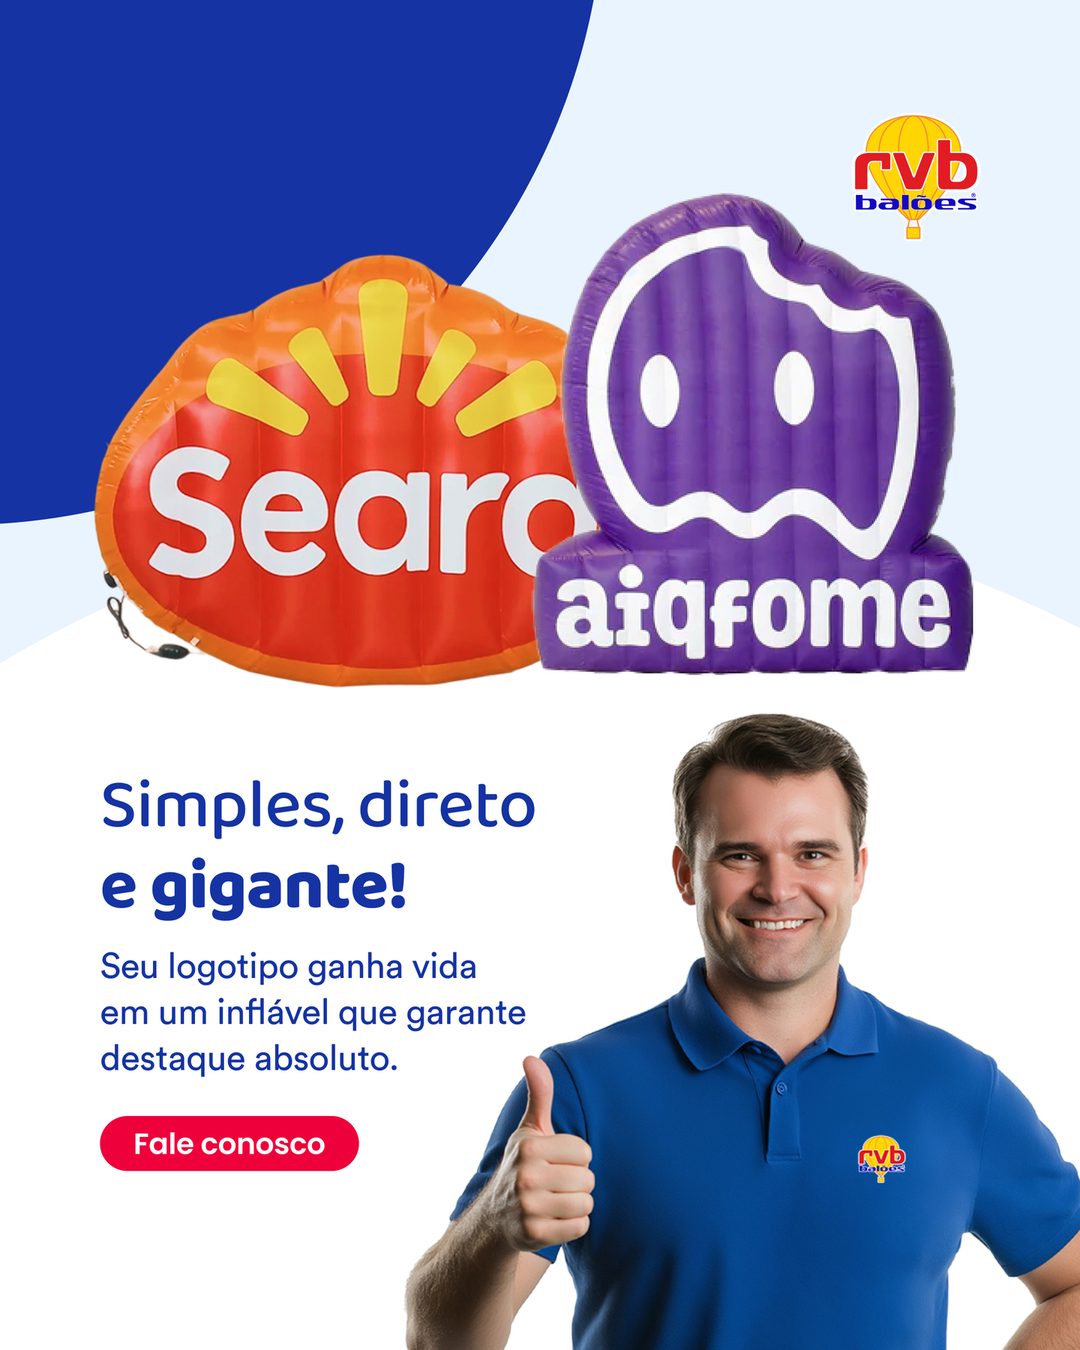 rvb
balões®
Seara
aiqfome
Simples, direto
e gigante!
Seu logotipo ganha vida
em um inflável que garante
destaque absoluto.
Fale conosco
rvb
balões